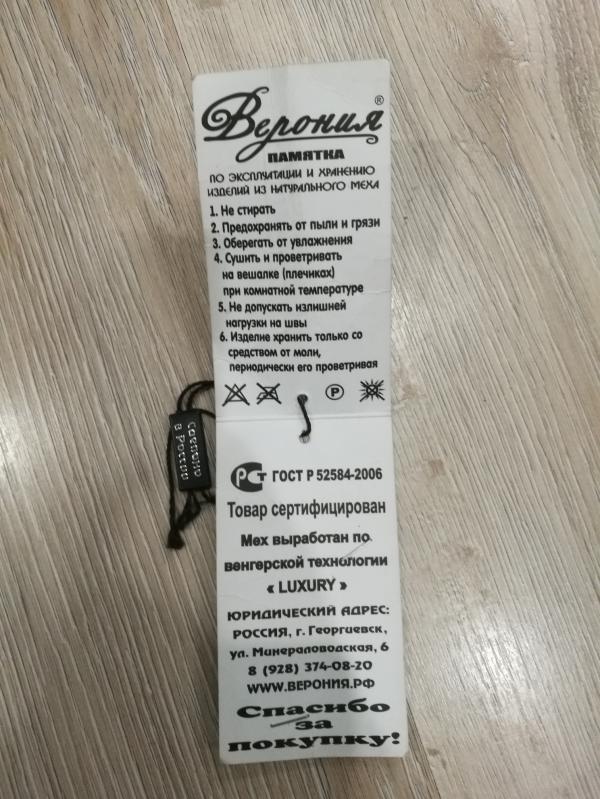 Верония®
ПАМЯТКА
ПО ЭКСПЛУАТАЦИИ И ХРАНЕНИЮ
ИЗДЕЛИЙ ИЗ НАТУРАЛЬНОГО МЕХА
1. Не стирать
2. Предохранять от пыли и грязи
3. Оберегать от увлажнения
4. Сушить и проветривать
на вешалке (плечиках)
при комнатной температуре
5. Не допускать излишней
нагрузки на швы
6. Изделие хранить только со
средством от моли,
периодически его проветривая
P
Сделано
в России
РСТ ГОСТ Р 52584-2006
Товар сертифицирован
Мех выработан по
венгерской технологии
« LUXURY »
ЮРИДИЧЕСКИЙ АДРЕС:
РОССИЯ, г. Георгиевск,
ул. Минераловодская, 6
8 (928) 374-08-20
WWW.ВЕРОНИЯ.РФ
Спасибо
за
покупку!